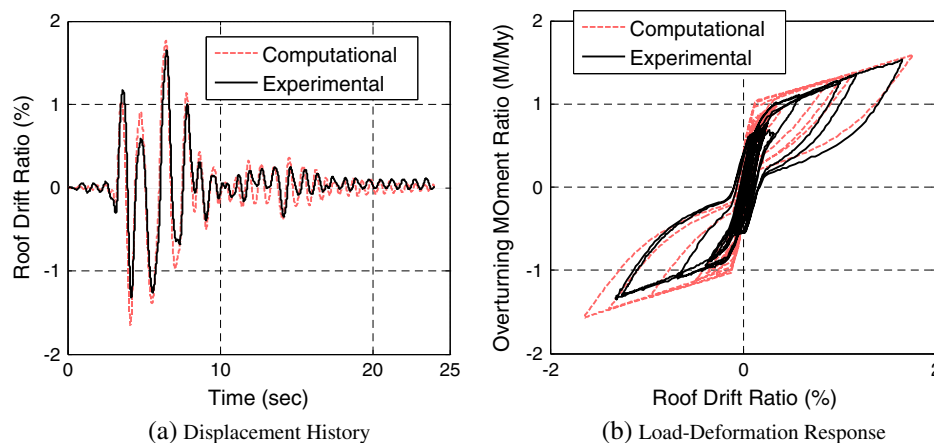 2
1
0
-1
-2
Roof Drift Ratio (%)
Computational
Experimental
0
10
20
25
Time (sec)
(a) Displacement History
2
1
0
-1
-2
Overturning MOment Ratio (M/My)
Computational
Experimental
-2
0
2
Roof Drift Ratio (%)
(b) Load-Deformation Response